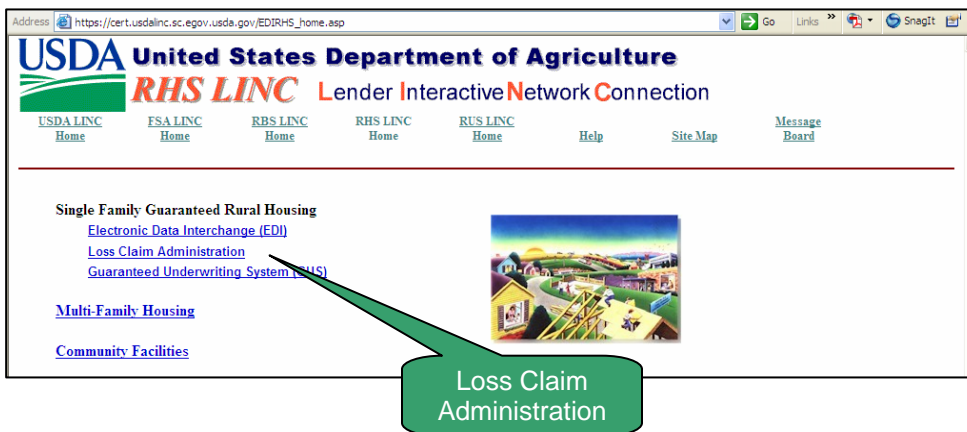 Address https://cert.usdalinc.sc.egov.usda.gov/EDIRHS_home.asp Go Links » SnagIt
USDA United States Department of Agriculture
RHS LINC Lender Interactive Network Connection
USDA LINC Home FSA LINC Home RBS LINC Home RHS LINC Home RUS LINC Home Help Site Map Message Board
Single Family Guaranteed Rural Housing
Electronic Data Interchange (EDI)
Loss Claim Administration
Guaranteed Underwriting System (GUS)
Multi-Family Housing
Community Facilities
Loss Claim
Administration